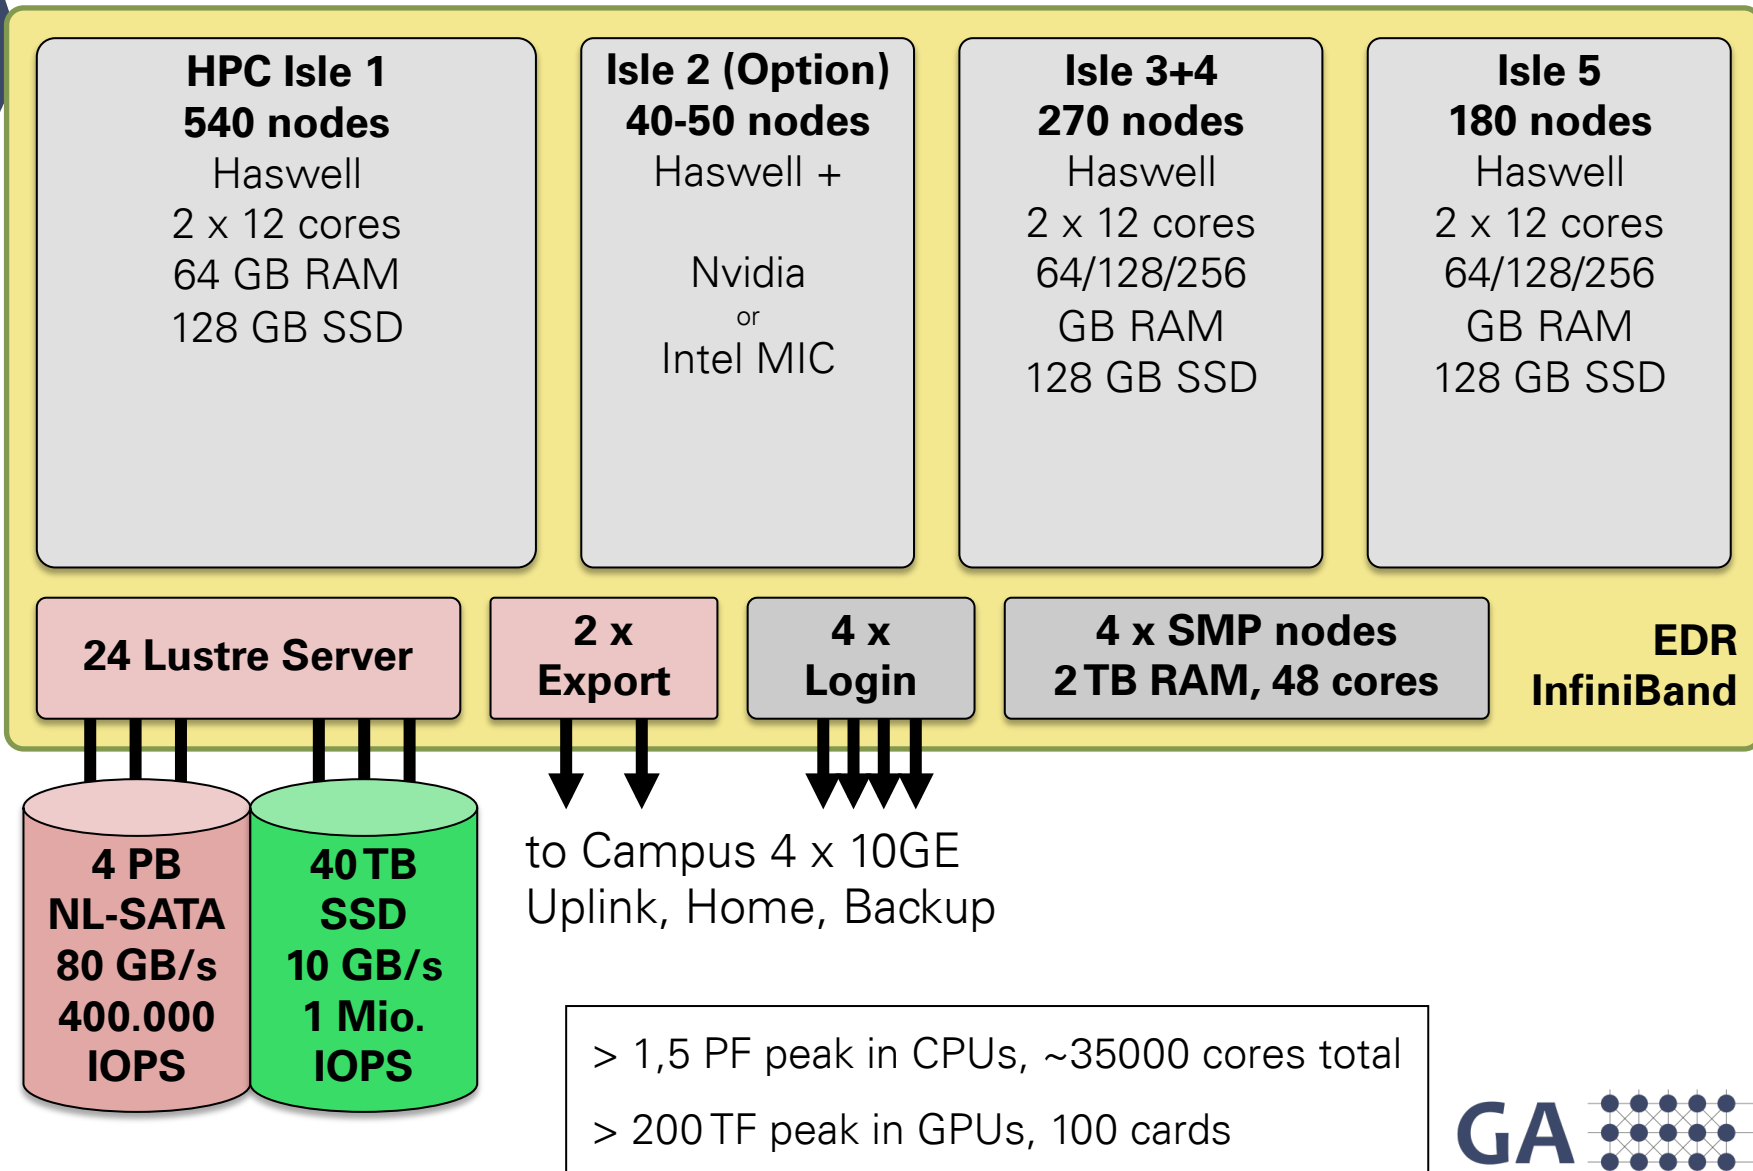 HPC Isle 1
540 nodes
Haswell
2 x 12 cores
64 GB RAM
128 GB SSD
Isle 2 (Option)
40-50 nodes
Haswell +
Nvidia
or
Intel MIC
Isle 3+4
270 nodes
Haswell
2 x 12 cores
64/128/256
GB RAM
128 GB SSD
Isle 5
180 nodes
Haswell
2 x 12 cores
64/128/256
GB RAM
128 GB SSD
24 Lustre Server
2 x
Export
4 x
Login
4 x SMP nodes
2 TB RAM, 48 cores
EDR
InfiniBand
4 PB
NL-SATA
80 GB/s
400.000
IOPS
40 TB
SSD
10 GB/s
1 Mio.
IOPS
to Campus 4 x 10GE
Uplink, Home, Backup
> 1,5 PF peak in CPUs, ~35000 cores total
> 200 TF peak in GPUs, 100 cards
GA